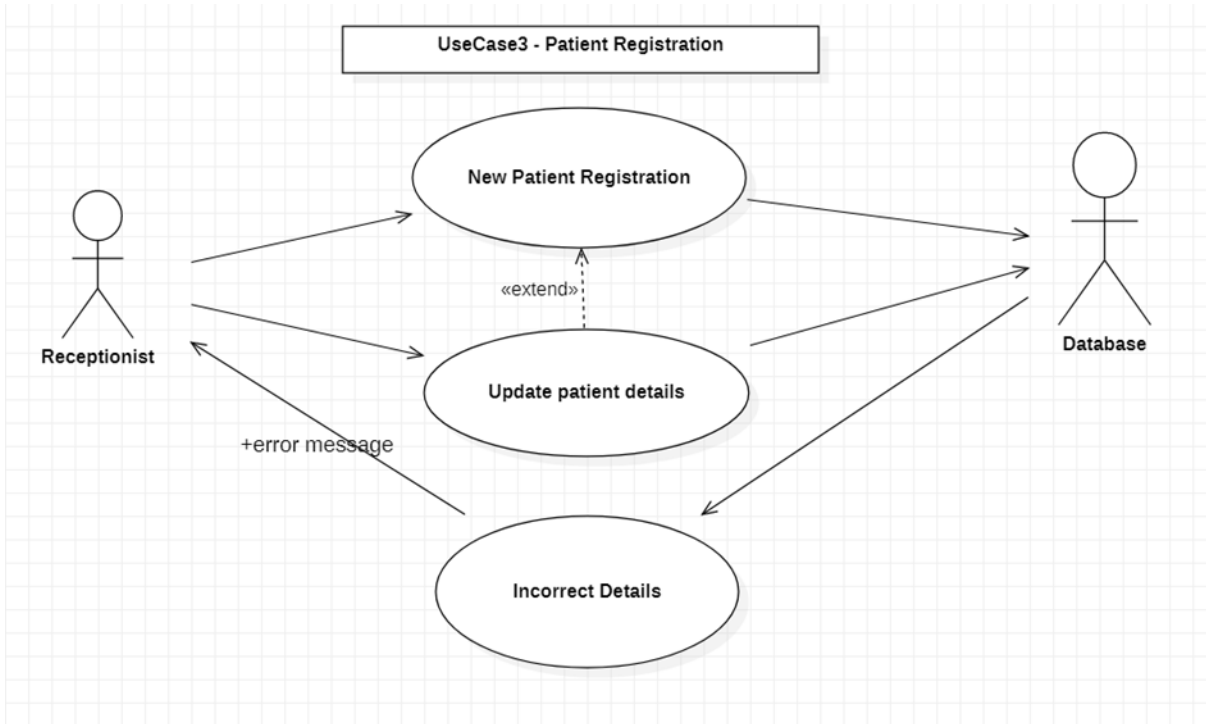 UseCase3 - Patient Registration
New Patient Registration
«extend»
Receptionist
Database
Update patient details
+error message
Incorrect Details